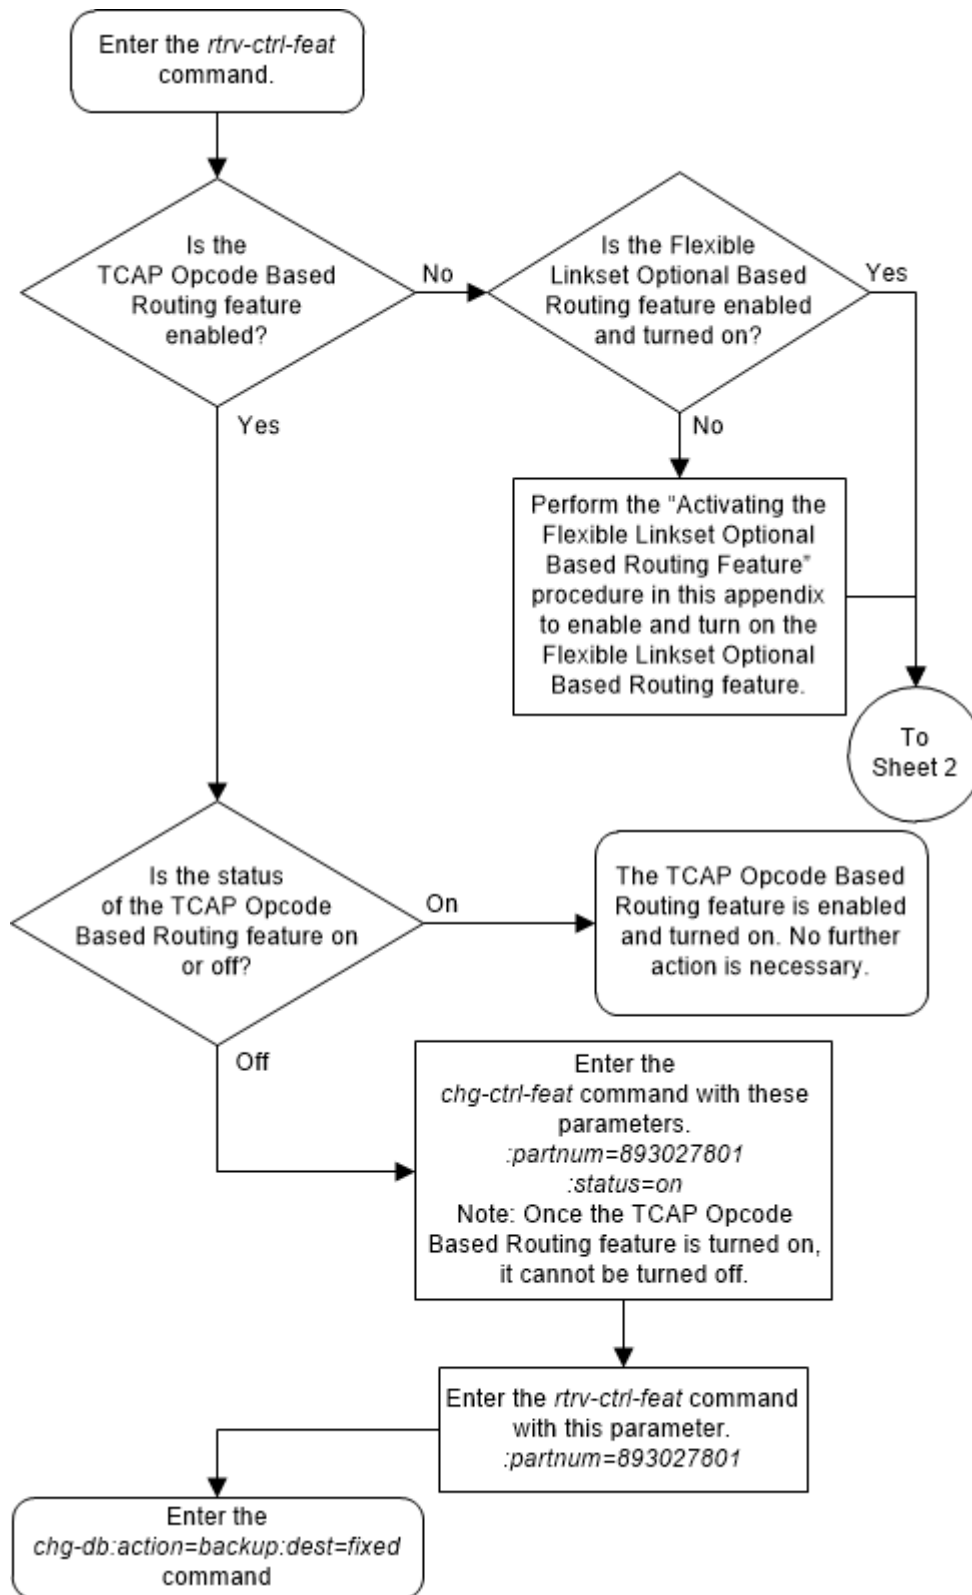 Enter the rtrv-ctrl-feat
command.
Is the
TCAP Opcode Based
Routing feature
enabled?
No
Is the Flexible
Linkset Optional Based
Routing feature enabled
and turned on?
Yes
Yes
No
Perform the "Activating the
Flexible Linkset Optional
Based Routing Feature"
procedure in this appendix
to enable and turn on the
Flexible Linkset Optional
Based Routing feature.
To
Sheet 2
Is the status
of the TCAP Opcode
Based Routing feature on
or off?
On
The TCAP Opcode Based
Routing feature is enabled
and turned on. No further
action is necessary.
Off
Enter the
chg-ctrl-feat command with these
parameters.
:partnum=893027801
:status=on
Note: Once the TCAP Opcode
Based Routing feature is turned on,
it cannot be turned off.
Enter the rtrv-ctrl-feat command
with this parameter.
:partnum=893027801
Enter the
chg-db:action=backup:dest=fixed
command